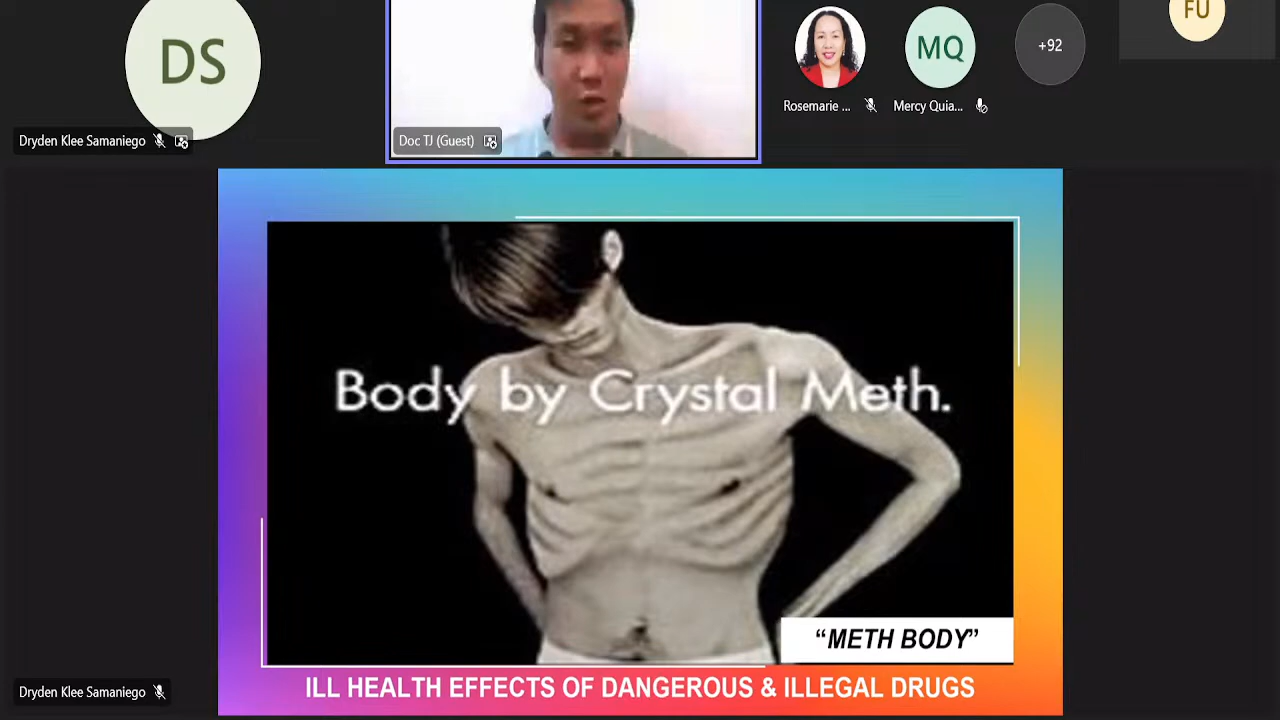 DS
MQ
+92
FU
Rosemarie ...
Mercy Quia...
Dryden Klee Samaniego
Doc TJ (Guest)
Body by Crystal Meth.
“METH BODY”
ILL HEALTH EFFECTS OF DANGEROUS & ILLEGAL DRUGS
Dryden Klee Samaniego